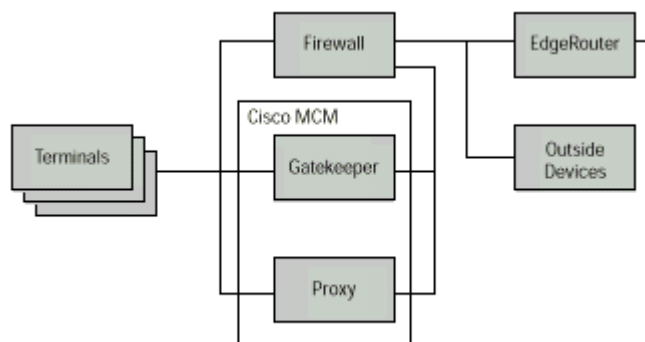 Firewall
EdgeRouter
Cisco MCM
Terminals
Gatekeeper
Outside
Devices
Proxy